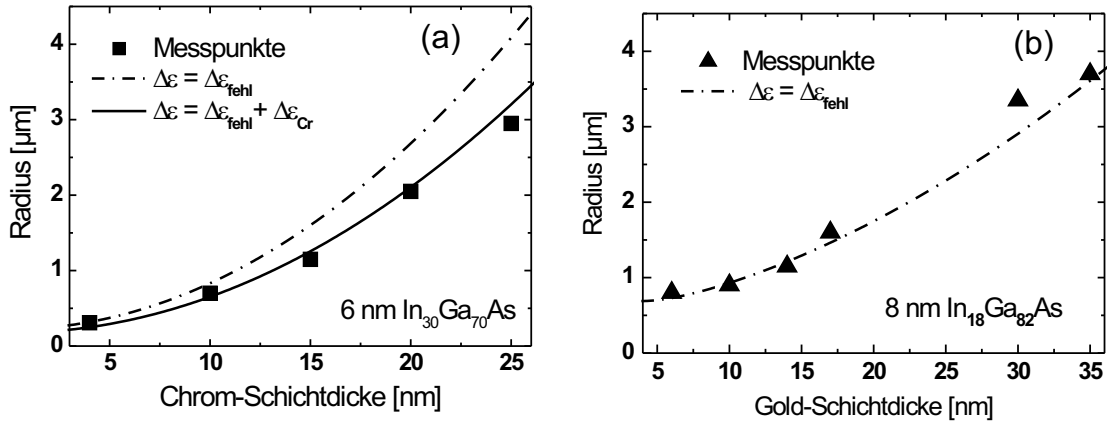 (a)
Messpunkte
Δε = Δε_fehl
Δε = Δε_fehl + Δε_Cr
Radius [µm]
4
3
2
1
0
6 nm In₃₀Ga₇₀As
5 10 15 20 25
Chrom-Schichtdicke [nm]
(b)
Messpunkte
Δε = Δε_fehl
Radius [µm]
4
3
2
1
0
8 nm In₁₈Ga₈₂As
5 10 15 20 25 30 35
Gold-Schichtdicke [nm]